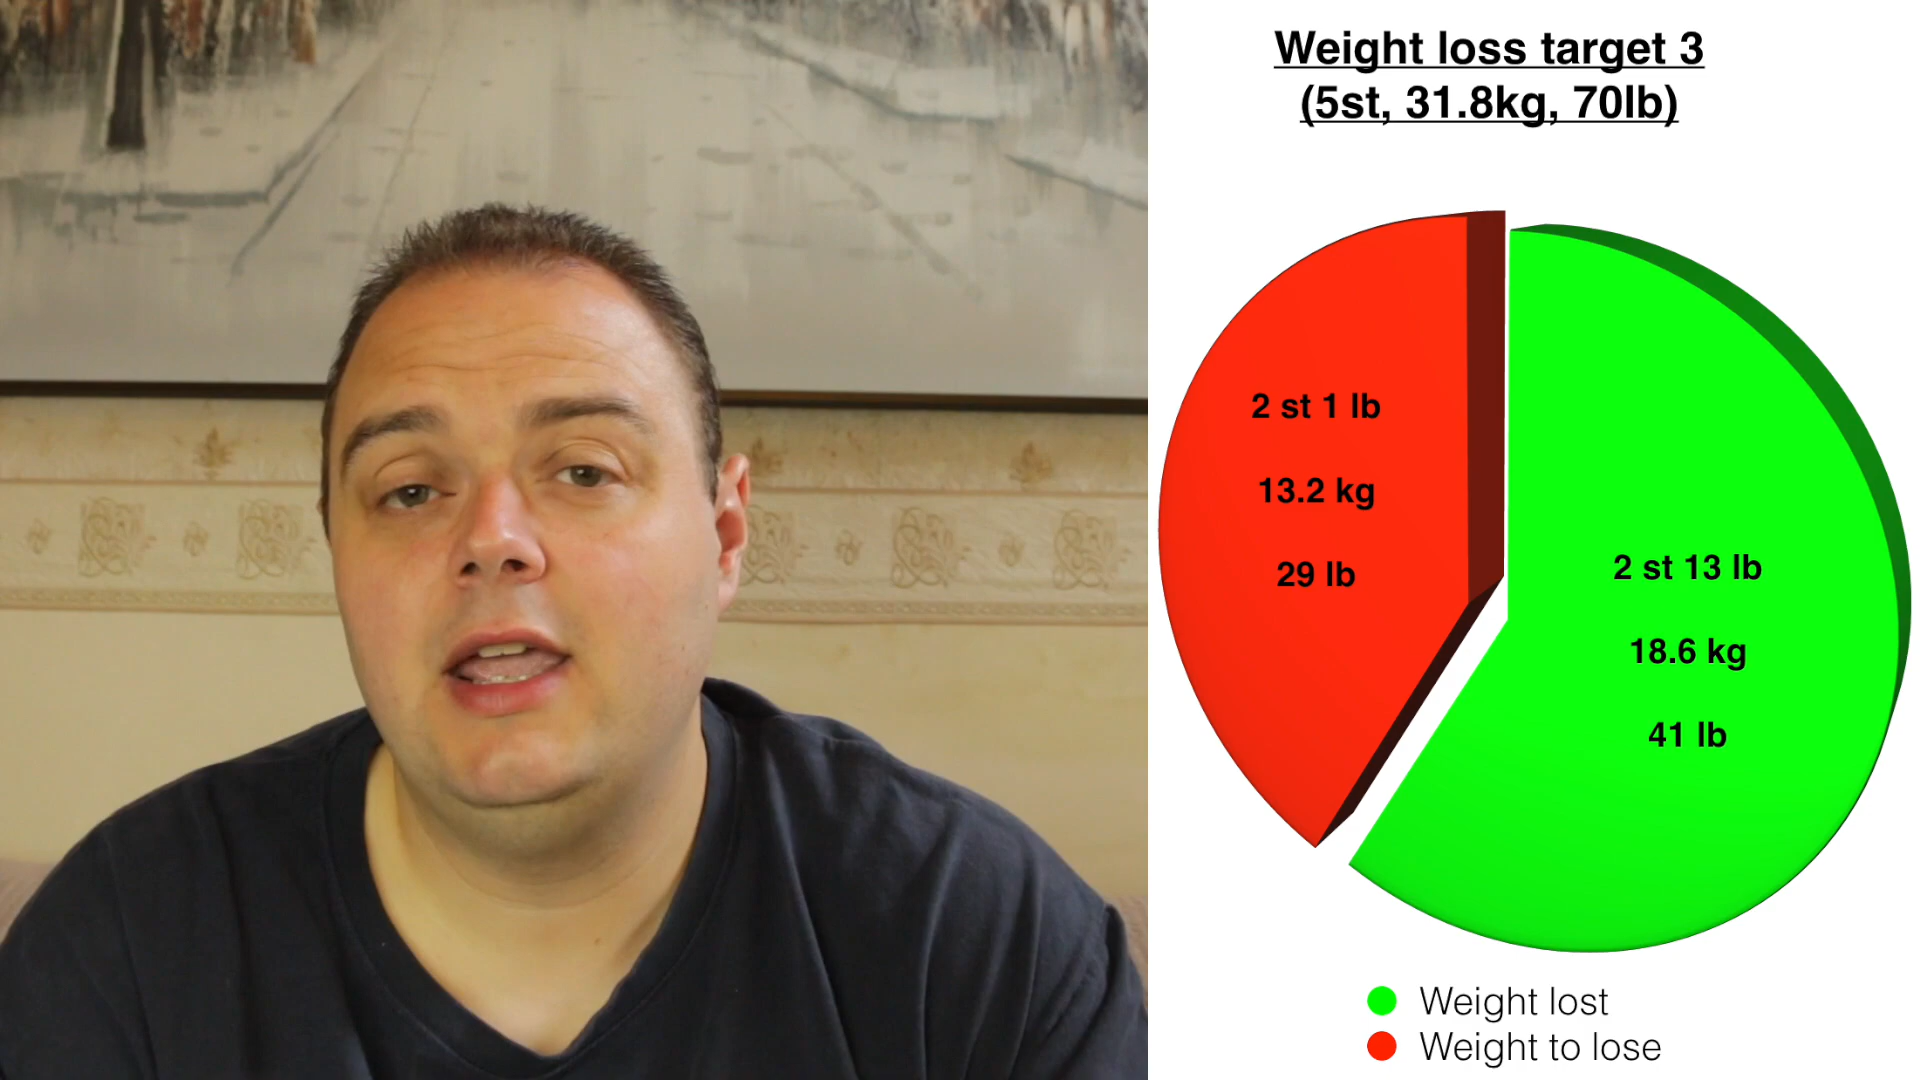 Weight loss target 3
(5st, 31.8kg, 70lb)
2 st 1 lb
13.2 kg
29 lb
2 st 13 lb
18.6 kg
41 lb
Weight lost
Weight to lose